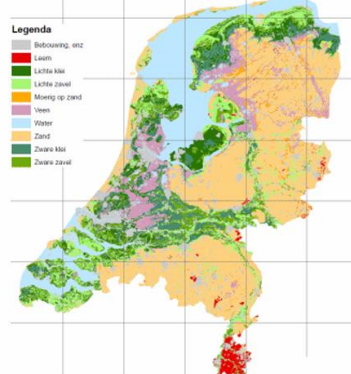 Legenda
Bebouwing, enz
Leem
Lichte klei
Lichte zavel
Moerig op zand
Veen
Water
Zand
Zware klei
Zware zavel